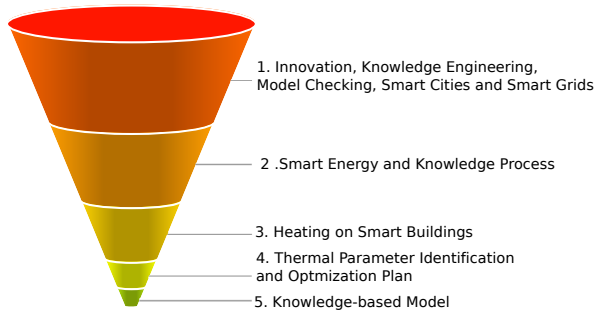 1. Innovation, Knowledge Engineering,
Model Checking, Smart Cities and Smart Grids
2 .Smart Energy and Knowledge Process
3. Heating on Smart Buildings
4. Thermal Parameter Identification
and Optmization Plan
5. Knowledge-based Model